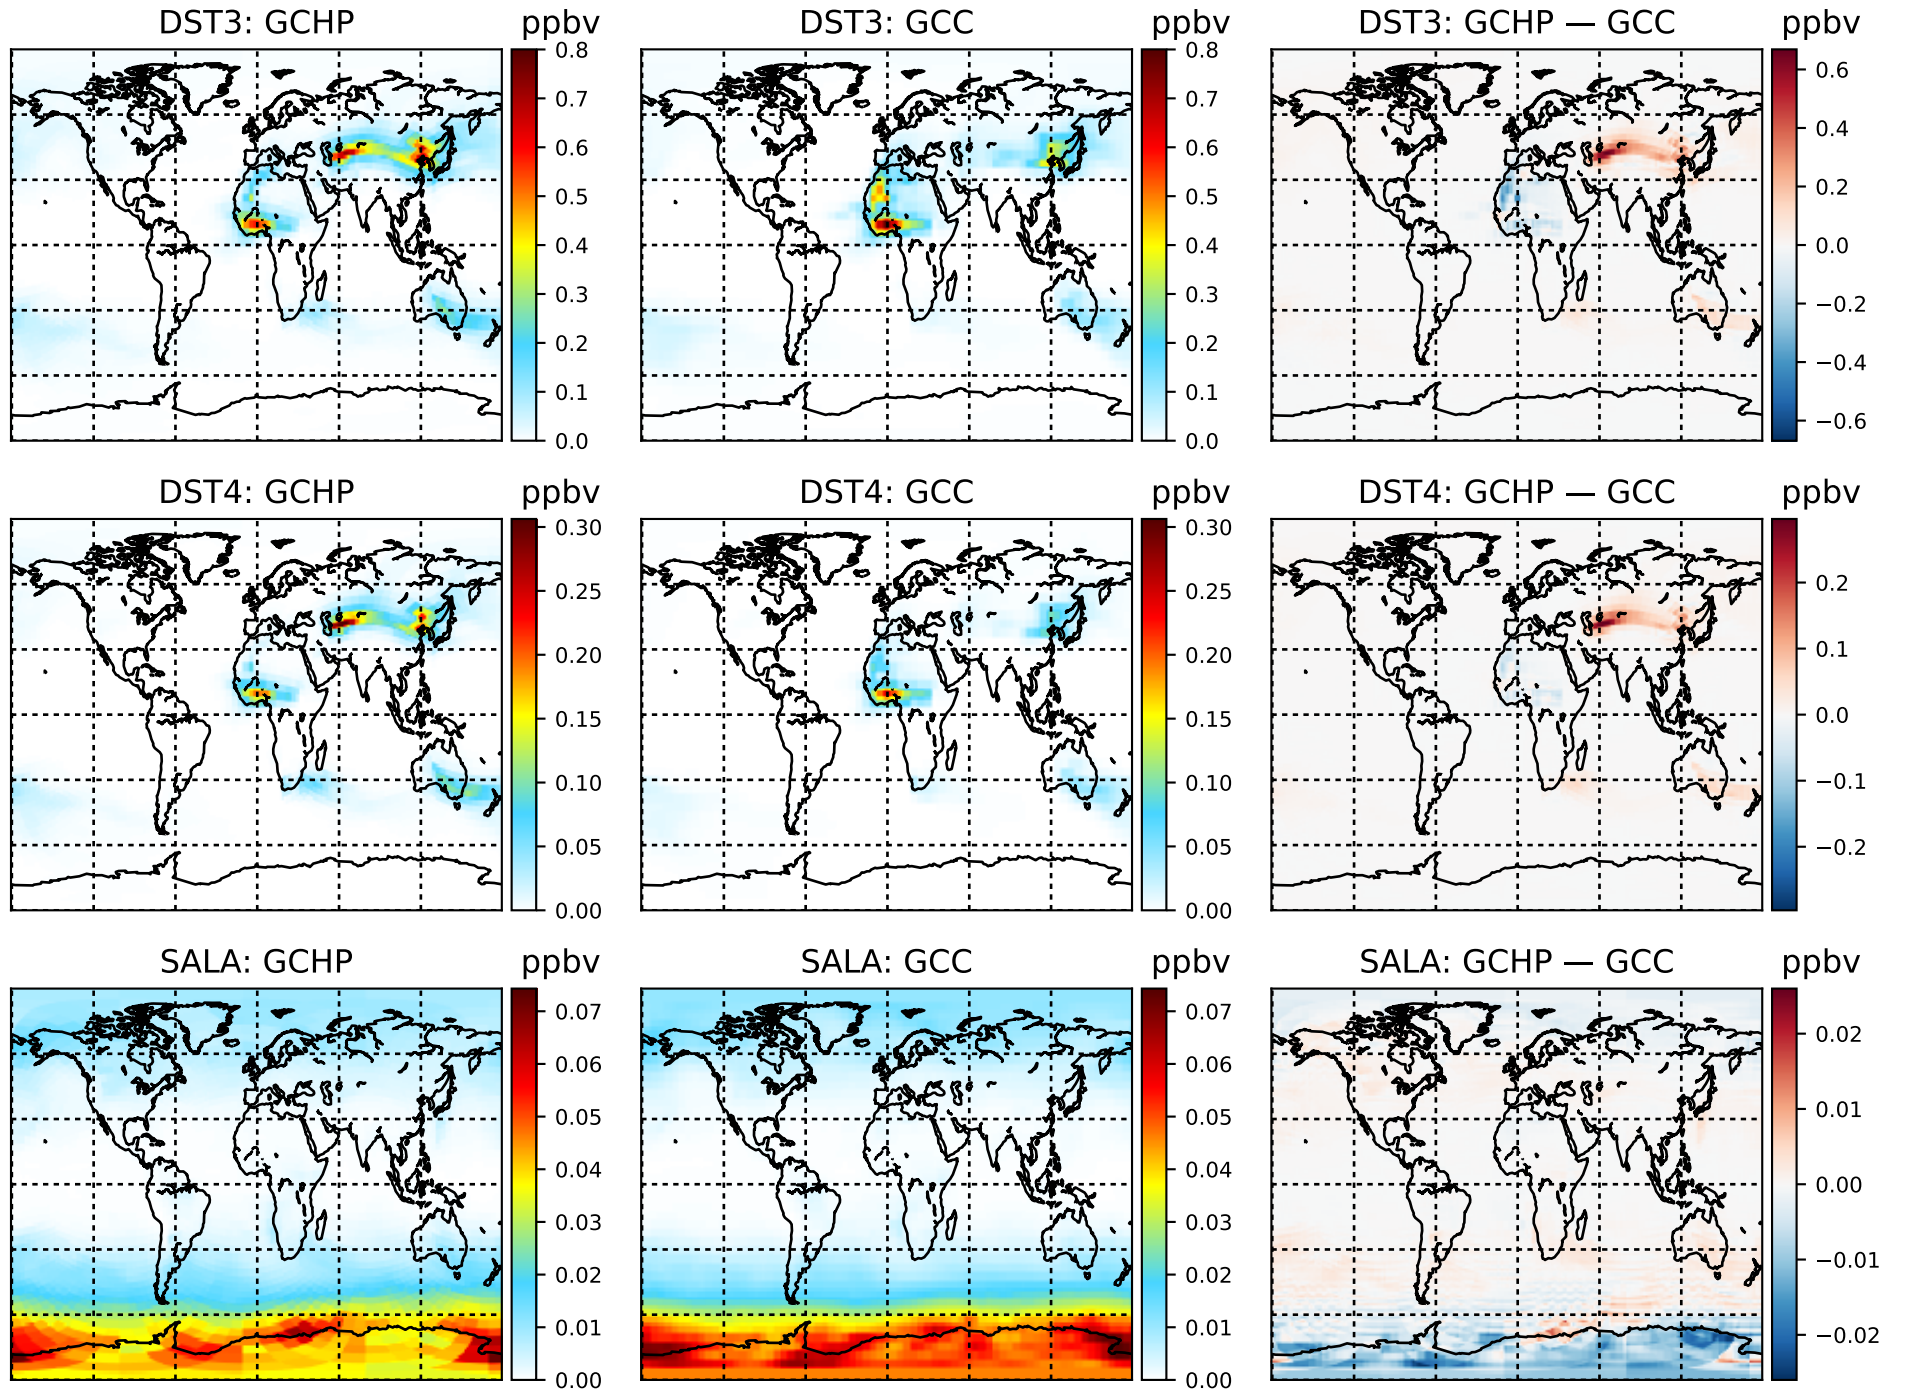 DST3: GCHP ppbv DST3: GCC ppbv DST3: GCHP — GCC ppbv
0.8 0.8 0.6
0.7 0.7 0.4
0.6 0.6 0.2
0.5 0.5 0.0
0.4 0.4 −0.2
0.3 0.3 −0.4
0.2 0.2 −0.6
0.1 0.1
0.0 0.0
DST4: GCHP ppbv DST4: GCC ppbv DST4: GCHP — GCC ppbv
0.30 0.30 0.2
0.25 0.25 0.1
0.20 0.20 0.0
0.15 0.15 −0.1
0.10 0.10 −0.2
0.05 0.05
0.00 0.00
SALA: GCHP ppbv SALA: GCC ppbv SALA: GCHP — GCC ppbv
0.07 0.07 0.02
0.06 0.06 0.01
0.05 0.05 0.00
0.04 0.04 −0.01
0.03 0.03 −0.02
0.02 0.02
0.01 0.01
0.00 0.00